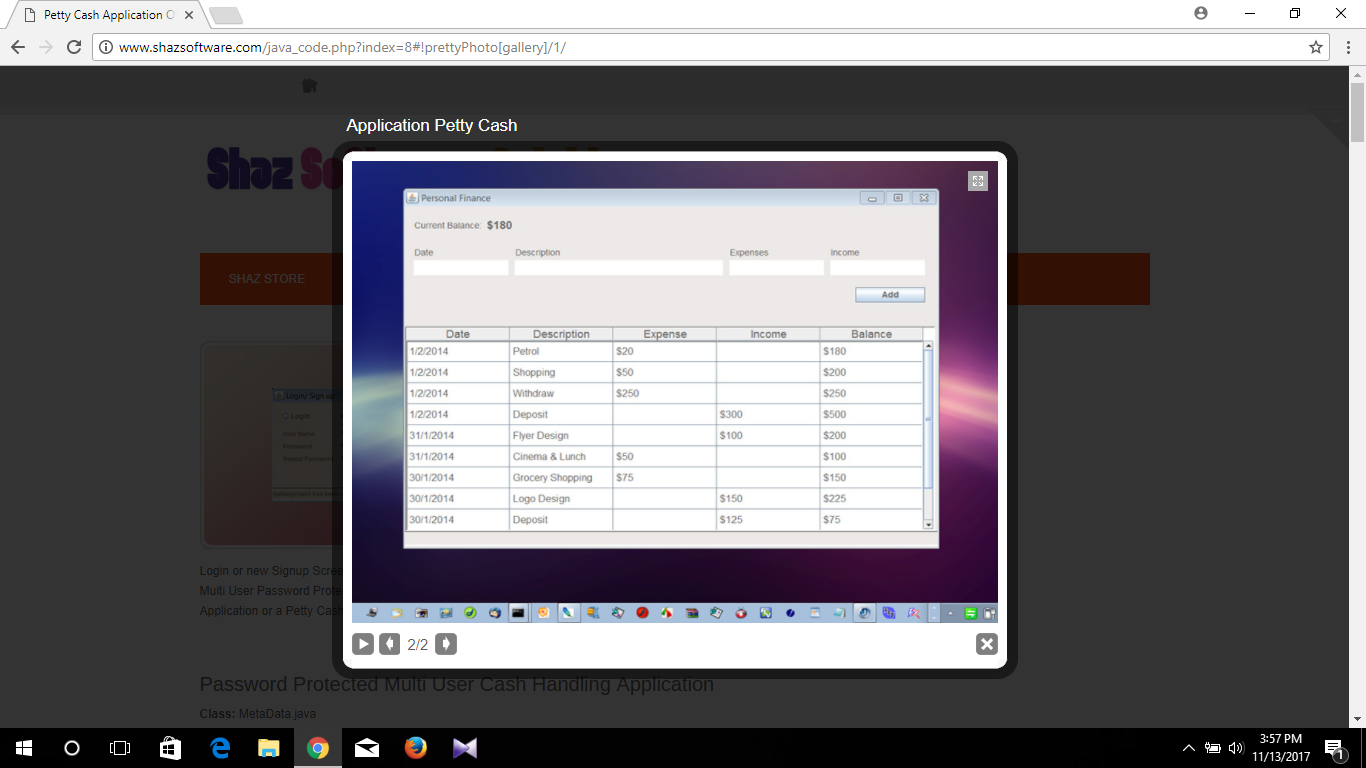 Petty Cash Application O
www.shazsoftware.com/java_code.php?index=8#!prettyPhoto[gallery]/1/
Application Petty Cash
Shaz So
SHAZ STORE
Personal Finance
Current Balance: $180
Date Description Expenses Income
Add
Date Description Expense Income Balance
1/2/2014 Petrol $20 $180
1/2/2014 Shopping $50 $200
1/2/2014 Withdraw $250 $250
1/2/2014 Deposit $300 $500
31/1/2014 Flyer Design $100 $200
31/1/2014 Cinema & Lunch $50 $100
30/1/2014 Grocery Shopping $75 $150
30/1/2014 Logo Design $150 $225
30/1/2014 Deposit $125 $75
Login/ Sign up
Login
User Name
Password
Repeat Password
Login or new Signup Scre
Multi User Password Prote
Application or a Petty Cash
2/2
Password Protected Multi User Cash Handling Application
Class: MetaData.java
3:57 PM
11/13/2017
1